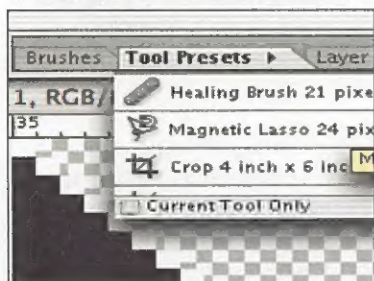 Brushes Tool Presets Layer
1, RGB/
Healing Brush 21 pixe
35
Magnetic Lasso 24 pix
Crop 4 inch x 6 inc M
Current Tool Only